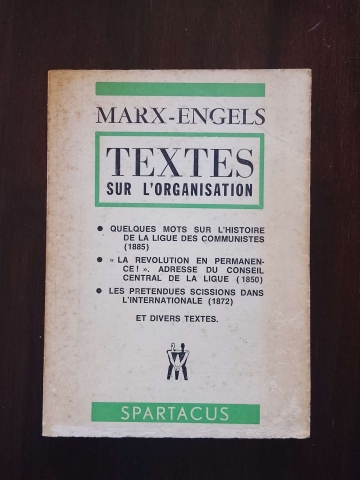 MARX-ENGELS
TEXTES
SUR L'ORGANISATION
● QUELQUES MOTS SUR L'HISTOIRE
DE LA LIGUE DES COMMUNISTES
(1885)
● « LA REVOLUTION EN PERMANEN-
CE ! ». ADRESSE DU CONSEIL
CENTRAL DE LA LIGUE (1850)
● LES PRETENDUES SCISSIONS DANS
L'INTERNATIONALE (1872)
ET DIVERS TEXTES.
SPARTACUS